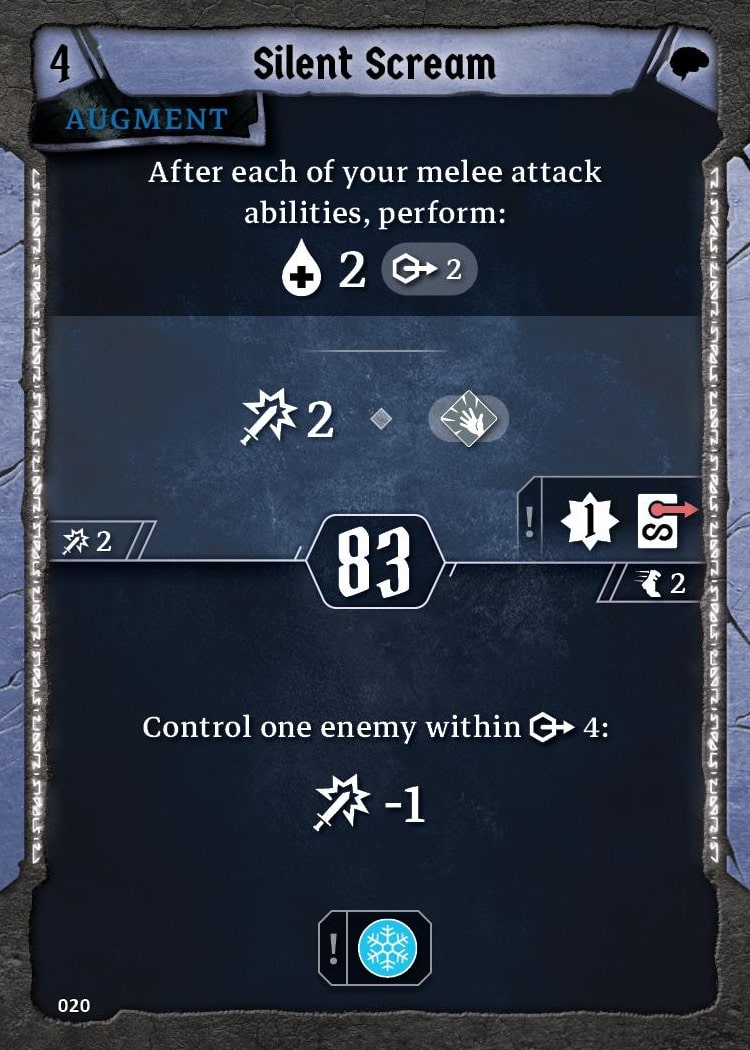 4 Silent Scream
AUGMENT
After each of your melee attack
abilities, perform:
2 2
2
! 1
2 83
2
Control one enemy within 4:
-1
!
020